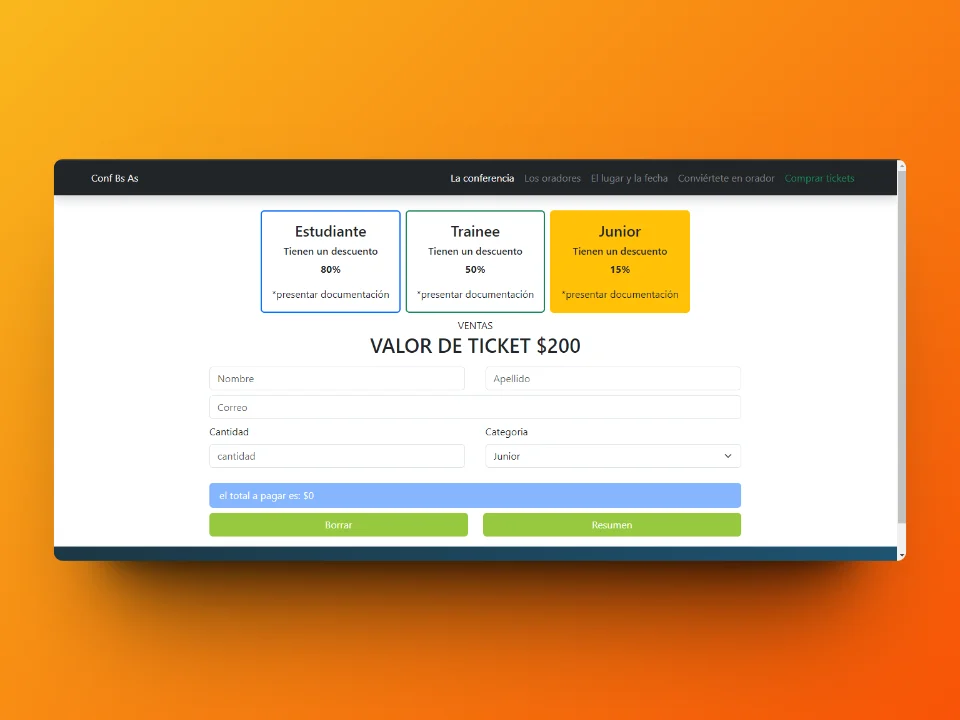 Conf Bs As
La conferencia Los oradores El lugar y la fecha Conviértete en orador Comprar tickets
Estudiante
Tienen un descuento
80%
*presentar documentación
Trainee
Tienen un descuento
50%
*presentar documentación
Junior
Tienen un descuento
15%
*presentar documentación
VENTAS
VALOR DE TICKET $200
Nombre
Apellido
Correo
Cantidad
Categoria
cantidad
Junior
el total a pagar es: $0
Borrar
Resumen